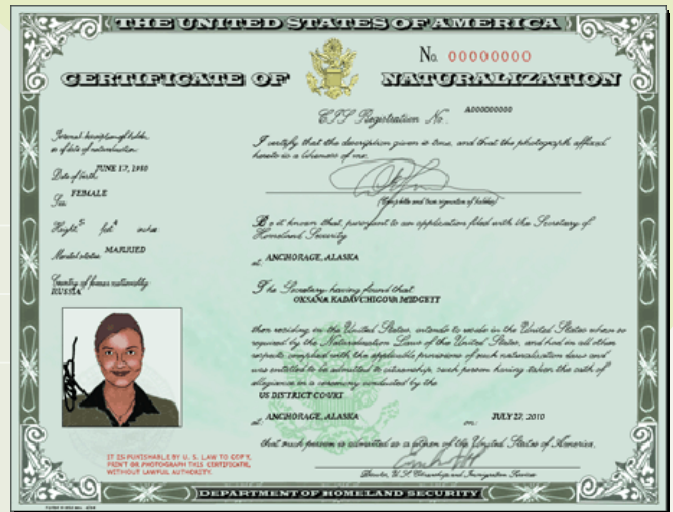 THE UNITED STATES OF AMERICA
No. 00000000
CERTIFICATE OF NATURALIZATION
CIS Registration No. A000000000
Personal description of holder
as of date of naturalization:
Date of birth: JUNE 17, 1980
Sex: FEMALE
Height: 5 feet 4 inches
Marital status: MARRIED
Country of former nationality:
RUSSIA
I certify that the description given is true, and that the photograph affixed
hereto is a likeness of me.
(Complete and true signature of holder)
Be it known that, pursuant to an application filed with the Secretary of
Homeland Security
at: ANCHORAGE, ALASKA
The Secretary having found that
OKSANA KADAVCHIGOVA MIDGETT
then residing in the United States, intends to reside in the United States when so
required by the Naturalization Laws of the United States, and had in all other
respects complied with the applicable provisions of such naturalization laws and
was entitled to be admitted to citizenship, such person having taken the oath of
allegiance in a ceremony conducted by the
US DISTRICT COURT
at: ANCHORAGE, ALASKA on: JULY 27, 2010
that such person is admitted as a citizen of the United States of America.
IT IS PUNISHABLE BY U. S. LAW TO COPY,
PRINT OR PHOTOGRAPH THIS CERTIFICATE,
WITHOUT LAWFUL AUTHORITY.
Director, U.S. Citizenship and Immigration Services
DEPARTMENT OF HOMELAND SECURITY